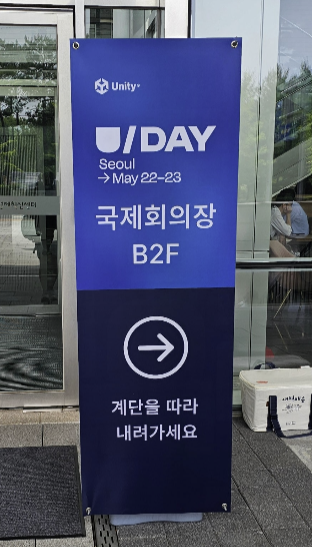 Unity
U/DAY
Seoul
→ May 22–23
국제회의장
B2F
계단을 따라
내려가세요